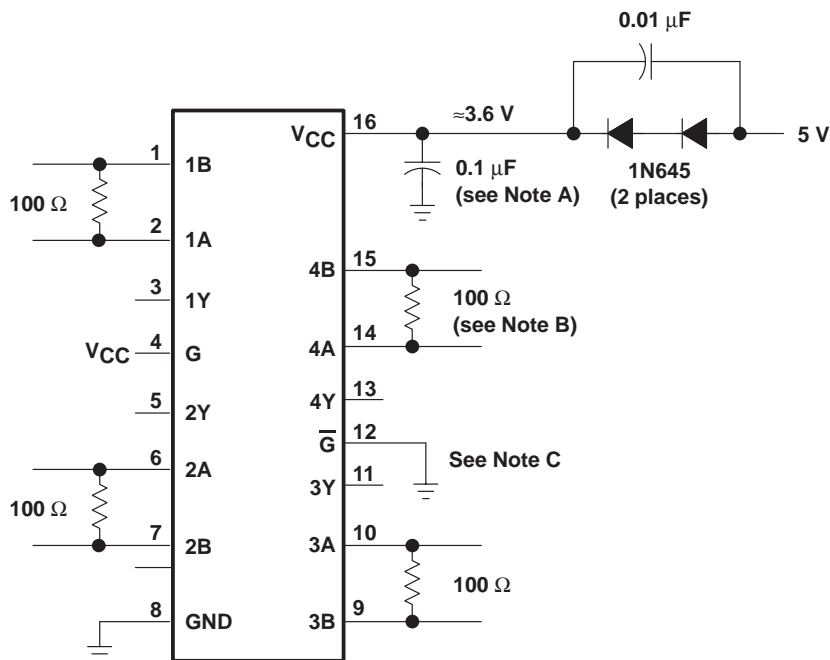 0.01 μF
16
≈3.6 V
VCC
5 V
1
1B
0.1 μF
(see Note A)
1N645
(2 places)
100 Ω
2
1A
15
4B
3
1Y
100 Ω
(see Note B)
VCC
4
G
14
4A
13
4Y
5
2Y
12
G̅
See Note C
6
2A
11
3Y
100 Ω
7
2B
10
3A
100 Ω
8
GND
9
3B